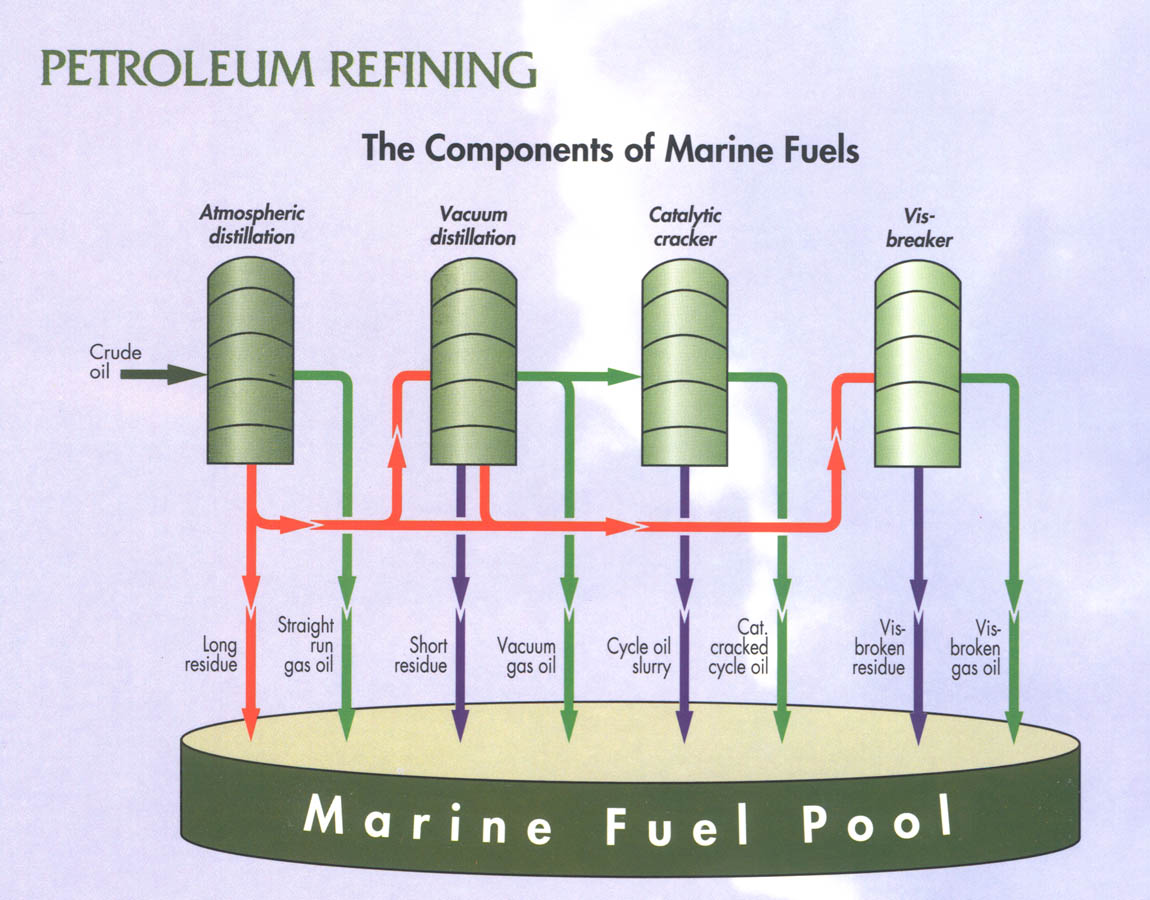 PETROLEUM REFINING
The Components of Marine Fuels
Atmospheric
distillation
Vacuum
distillation
Catalytic
cracker
Vis-
breaker
Crude
oil
Long
residue
Straight
run
gas oil
Short
residue
Vacuum
gas oil
Cycle oil
slurry
Cat.
cracked
cycle oil
Vis-
broken
residue
Vis-
broken
gas oil
Marine Fuel Pool